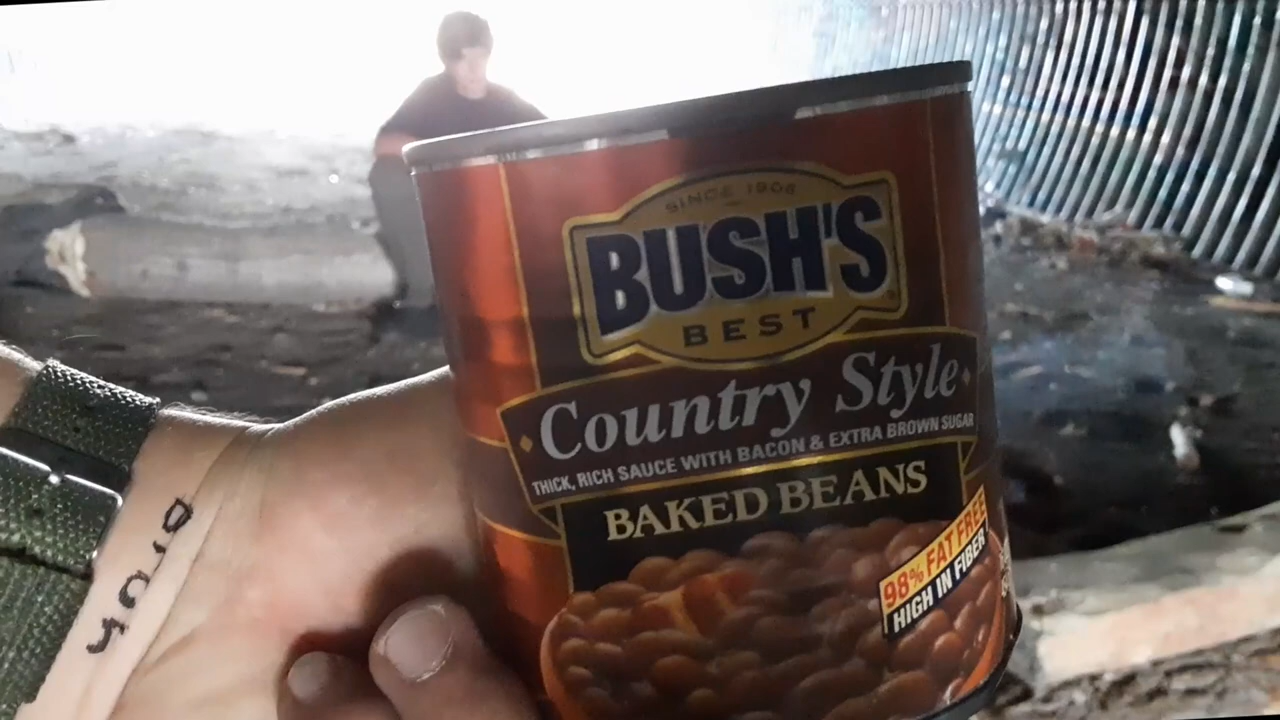 SINCE 1908
BUSH'S
BEST
Country Style
THICK, RICH SAUCE WITH BACON & EXTRA BROWN SUGAR
BAKED BEANS
98% FAT FREE
HIGH IN FIBER